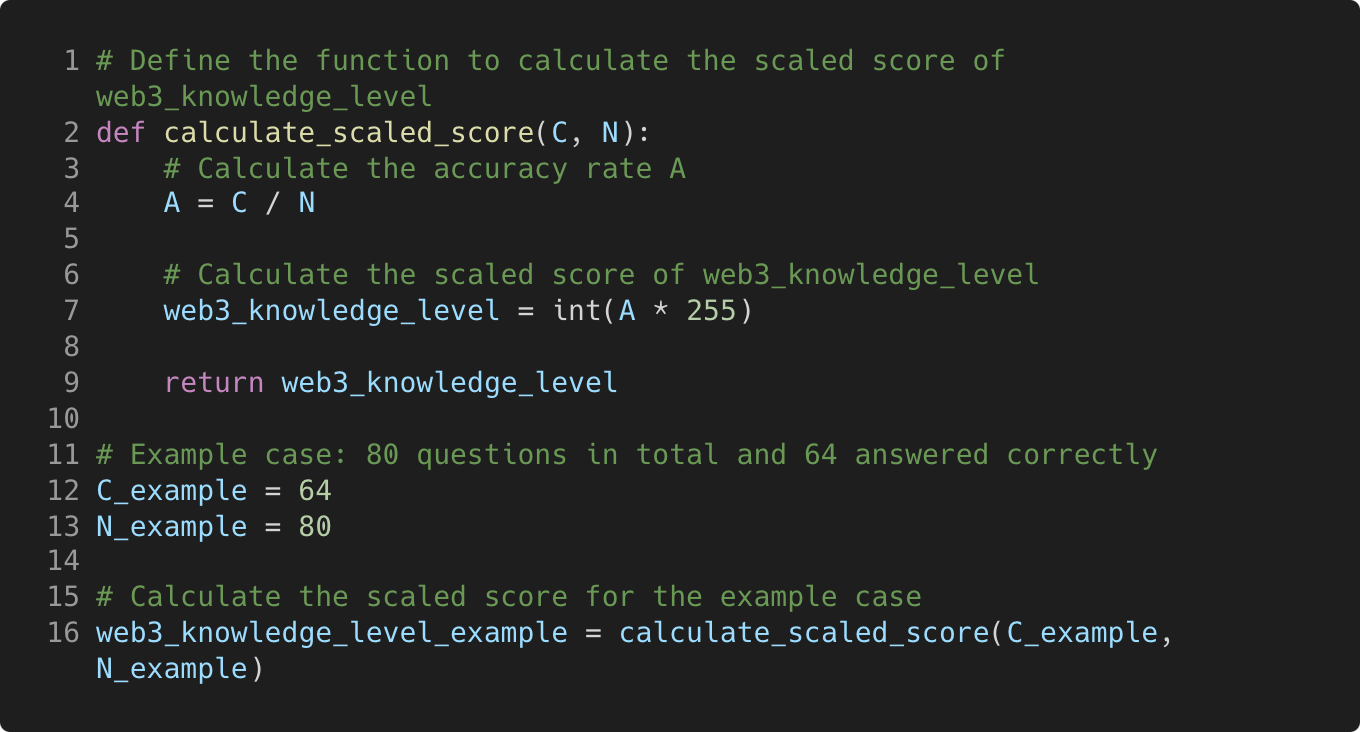 1 # Define the function to calculate the scaled score of
web3_knowledge_level
2 def calculate_scaled_score(C, N):
3     # Calculate the accuracy rate A
4     A = C / N
5
6     # Calculate the scaled score of web3_knowledge_level
7     web3_knowledge_level = int(A * 255)
8
9     return web3_knowledge_level
10
11 # Example case: 80 questions in total and 64 answered correctly
12 C_example = 64
13 N_example = 80
14
15 # Calculate the scaled score for the example case
16 web3_knowledge_level_example = calculate_scaled_score(C_example,
N_example)